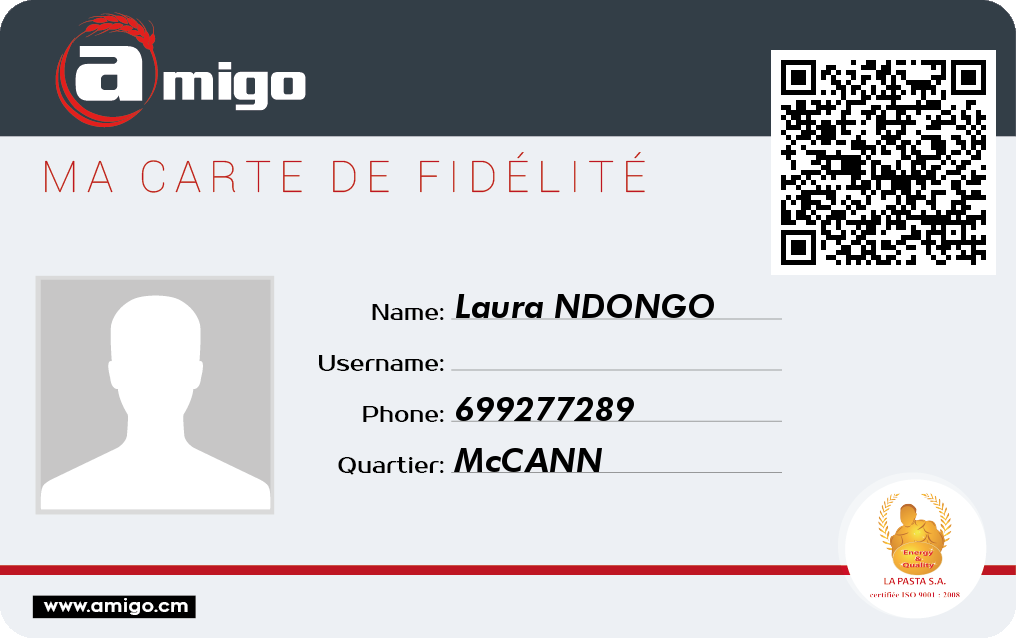 amigo
MA CARTE DE FIDÉLITÉ
Name: Laura NDONGO
Username:
Phone: 699277289
Quartier: McCANN
Energy
&
Quality
LA PASTA S.A.
certifiée ISO 9001 : 2008
www.amigo.cm